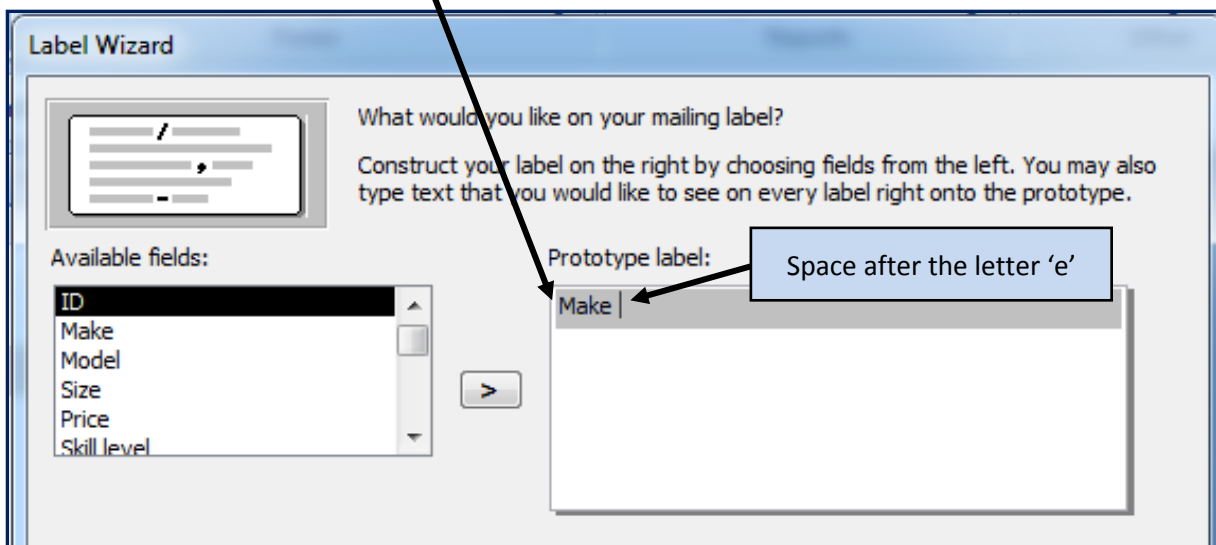 Label Wizard
What would you like on your mailing label?
Construct your label on the right by choosing fields from the left. You may also
type text that you would like to see on every label right onto the prototype.
Available fields:
ID
Make
Model
Size
Price
Skill level
>
Prototype label:
Make
Space after the letter ‘e’